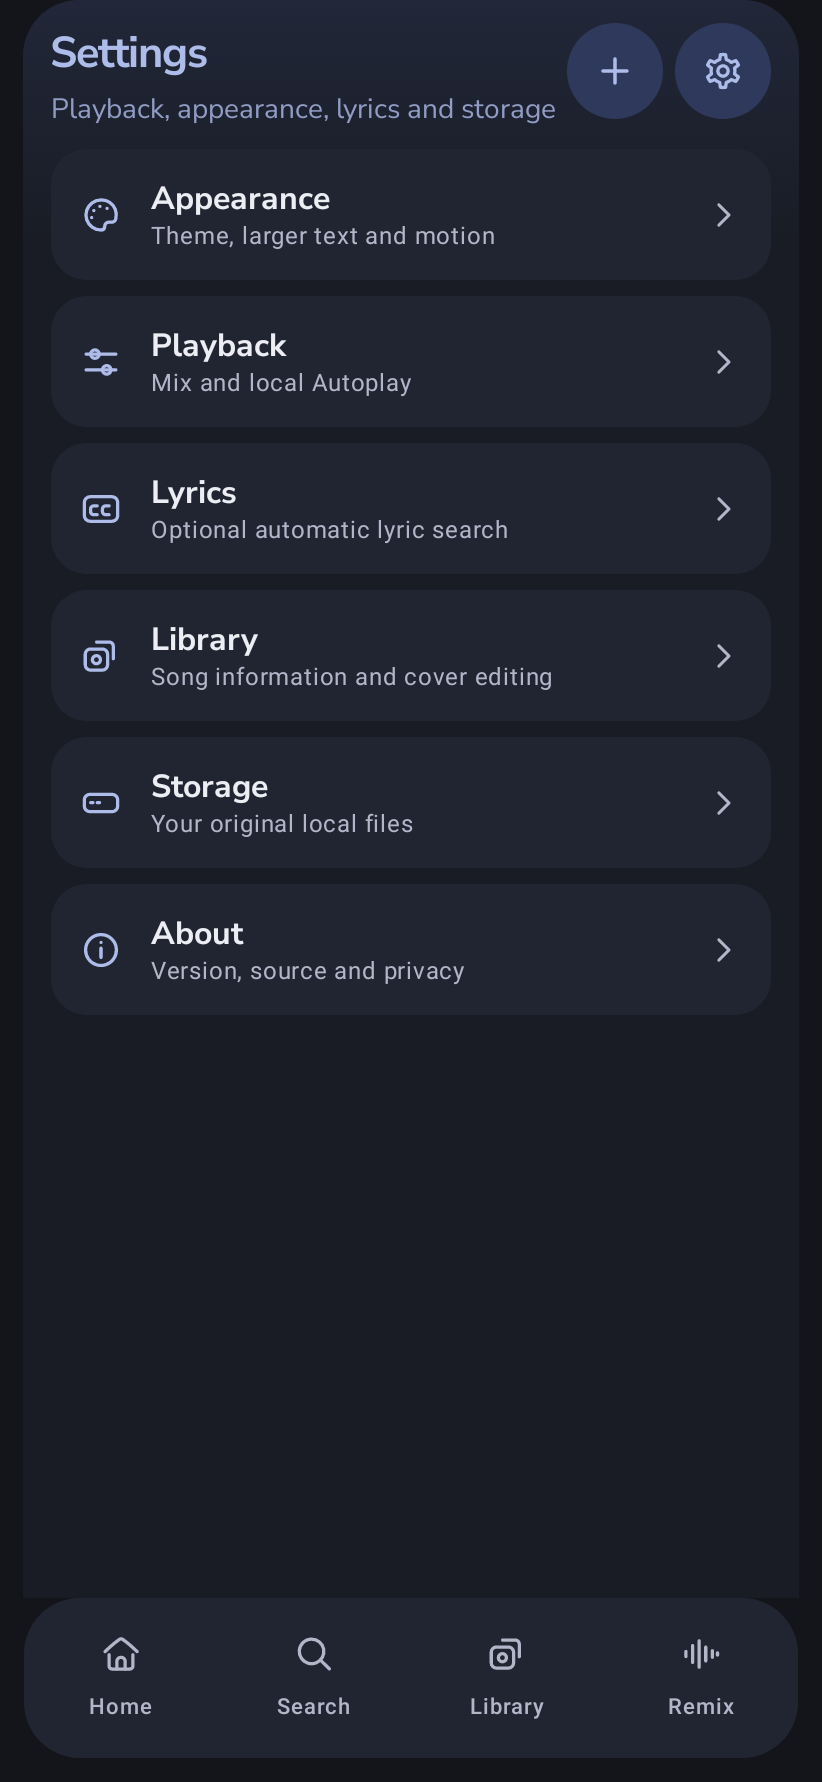 Settings
Playback, appearance, lyrics and storage
Appearance
Theme, larger text and motion
Playback
Mix and local Autoplay
CC
Lyrics
Optional automatic lyric search
Library
Song information and cover editing
Storage
Your original local files
About
Version, source and privacy
Home
Search
Library
Remix